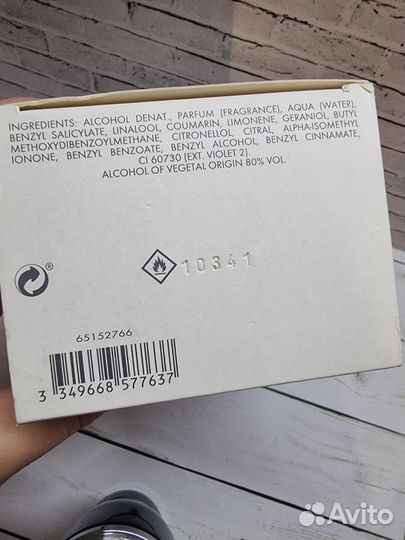 INGREDIENTS: ALCOHOL DENAT., PARFUM (FRAGRANCE), AQUA (WATER),
BENZYL SALICYLATE, LINALOOL, COUMARIN, LIMONENE, GERANIOL, BUTYL
METHOXYDIBENZOYLMETHANE, CITRONELLOL, CITRAL, ALPHA-ISOMETHYL
IONONE, BENZYL BENZOATE, BENZYL ALCOHOL, BENZYL CINNAMATE,
CI 60730 (EXT. VIOLET 2).
ALCOHOL OF VEGETAL ORIGIN 80% VOL.
®
10341
65152766
3 349668 577637
Avito